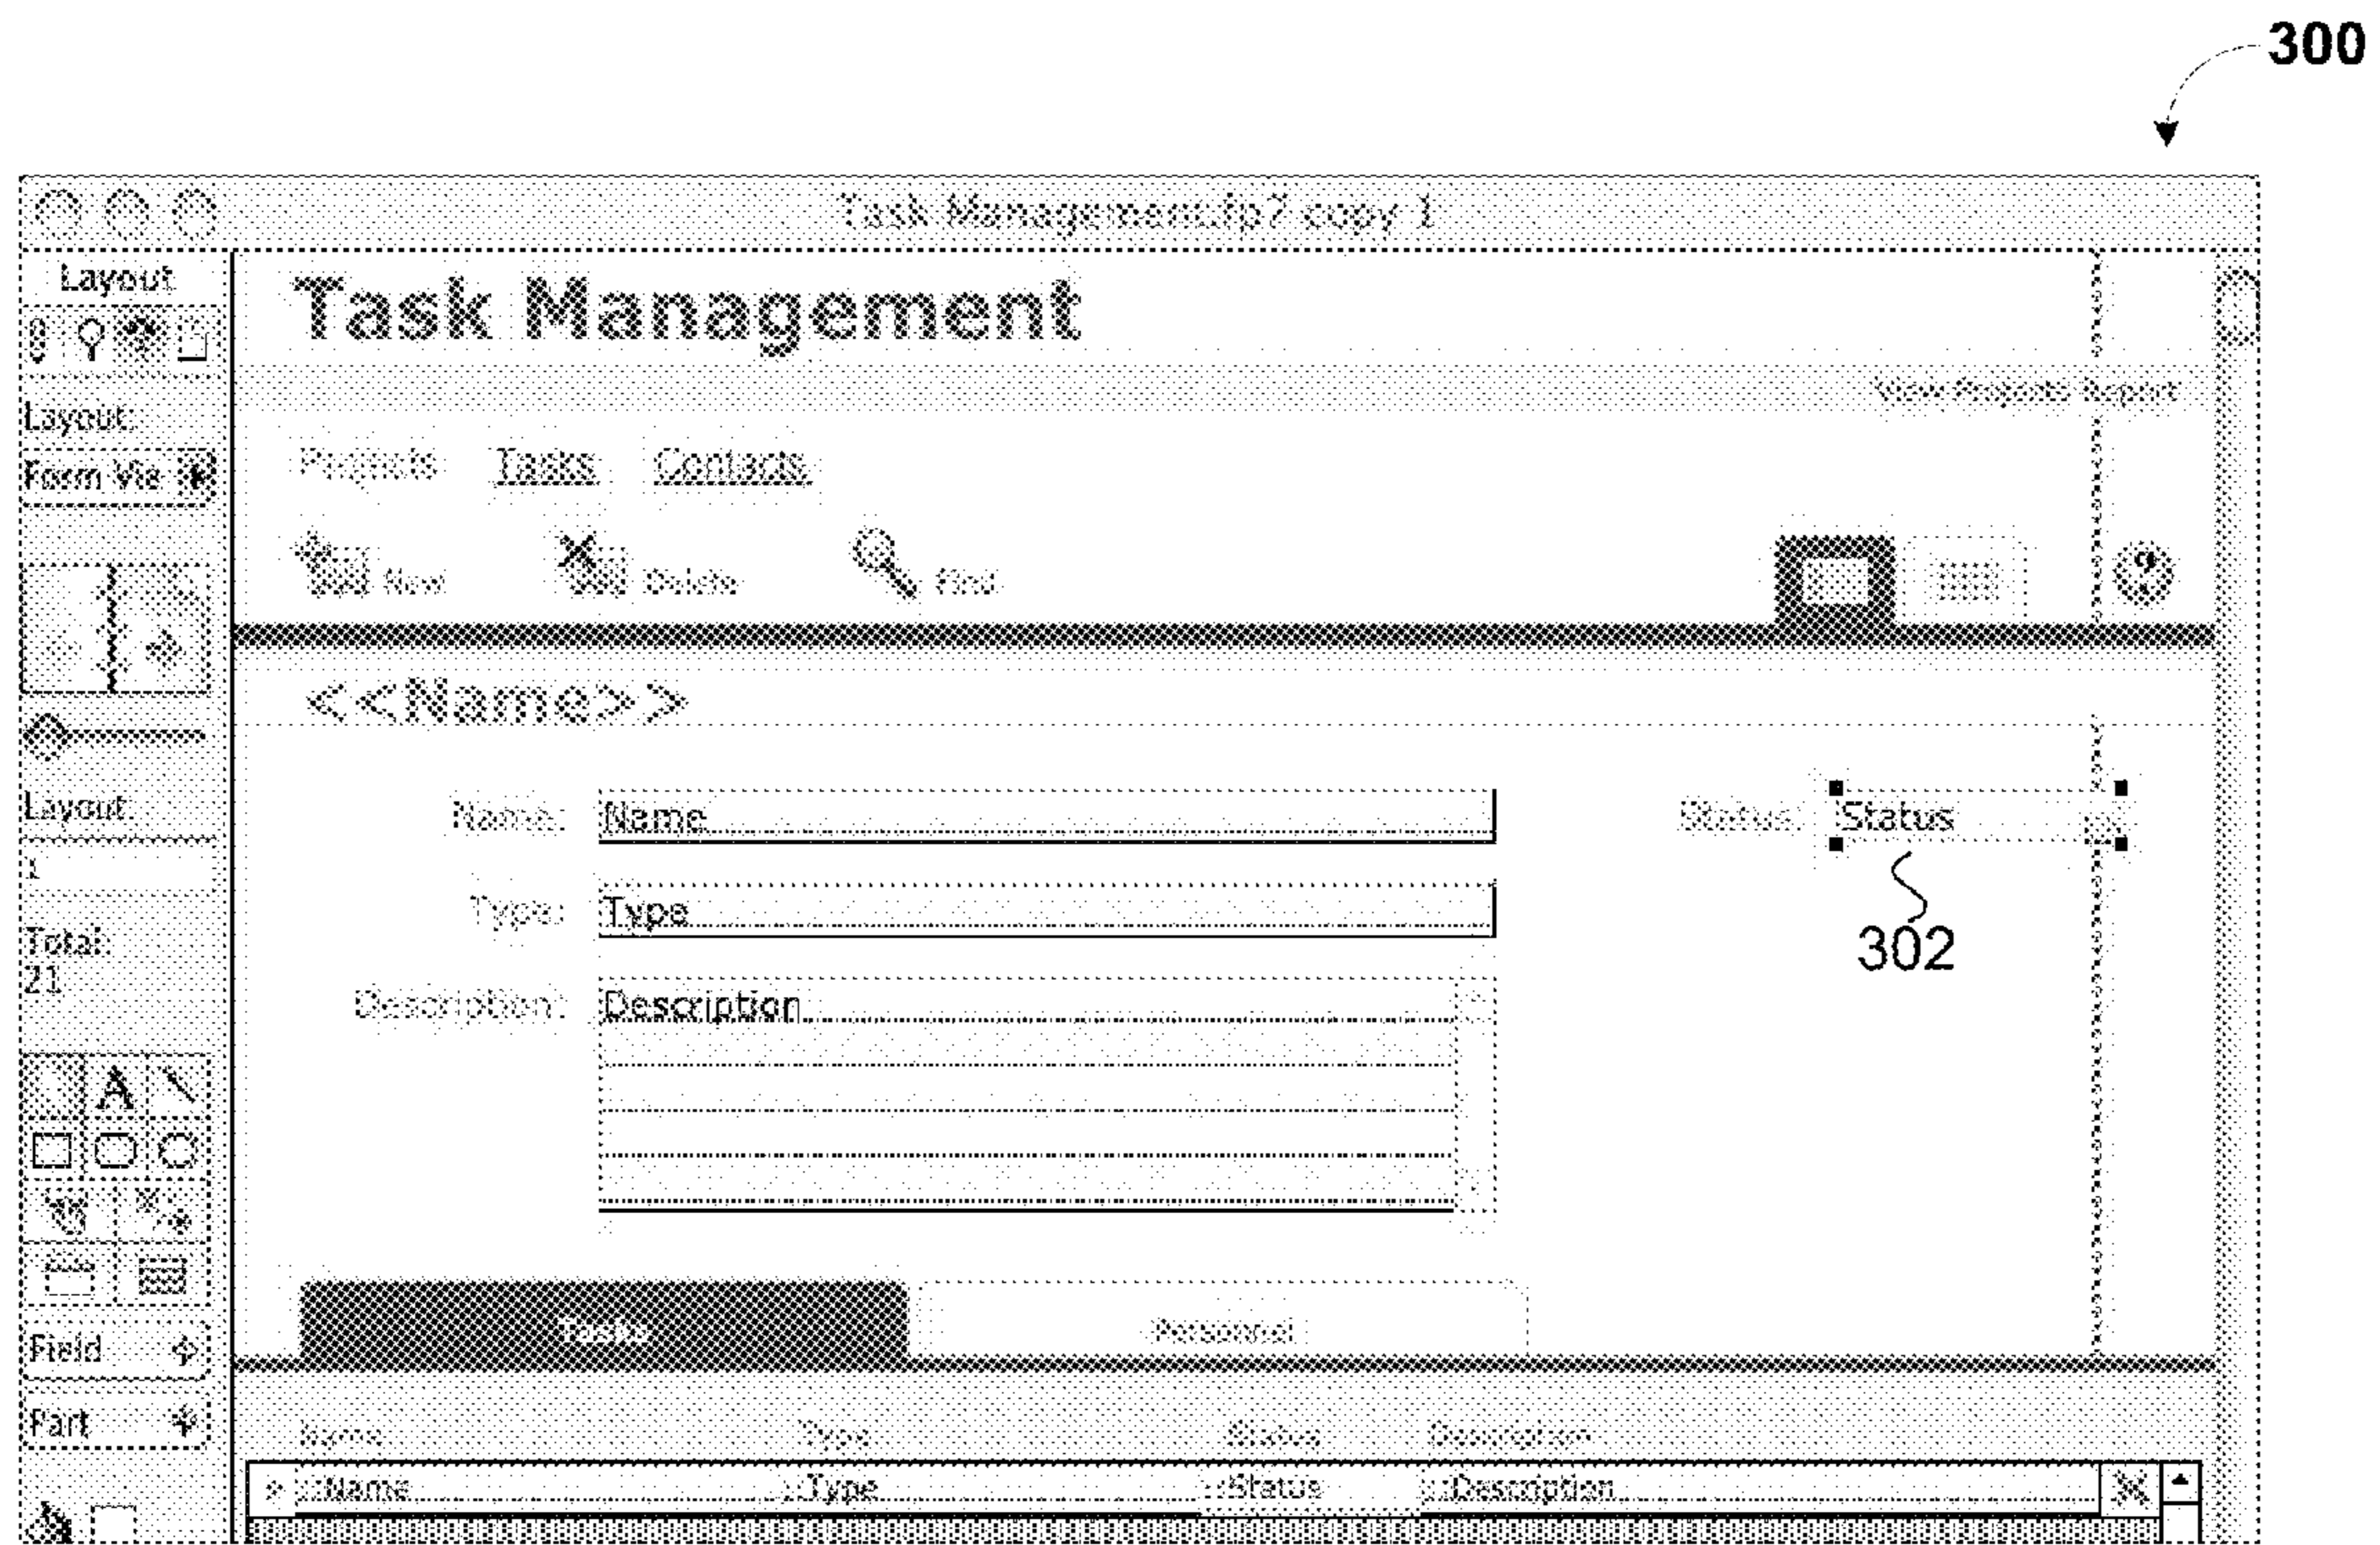 300
Task Management.fp7 copy 1
Layout
Task Management
View Projects Report
Layout:
Form Vie
Projects Tasks Contacts
New Delete Find ?
<<Name>>
Layout:
Name: Name Status: Status
1
Type: Type
302
Total:
21
Description: Description
A
Tasks Personnel
Field
Part
Name Type Status Description
::Name ::Type ::Status ::Description